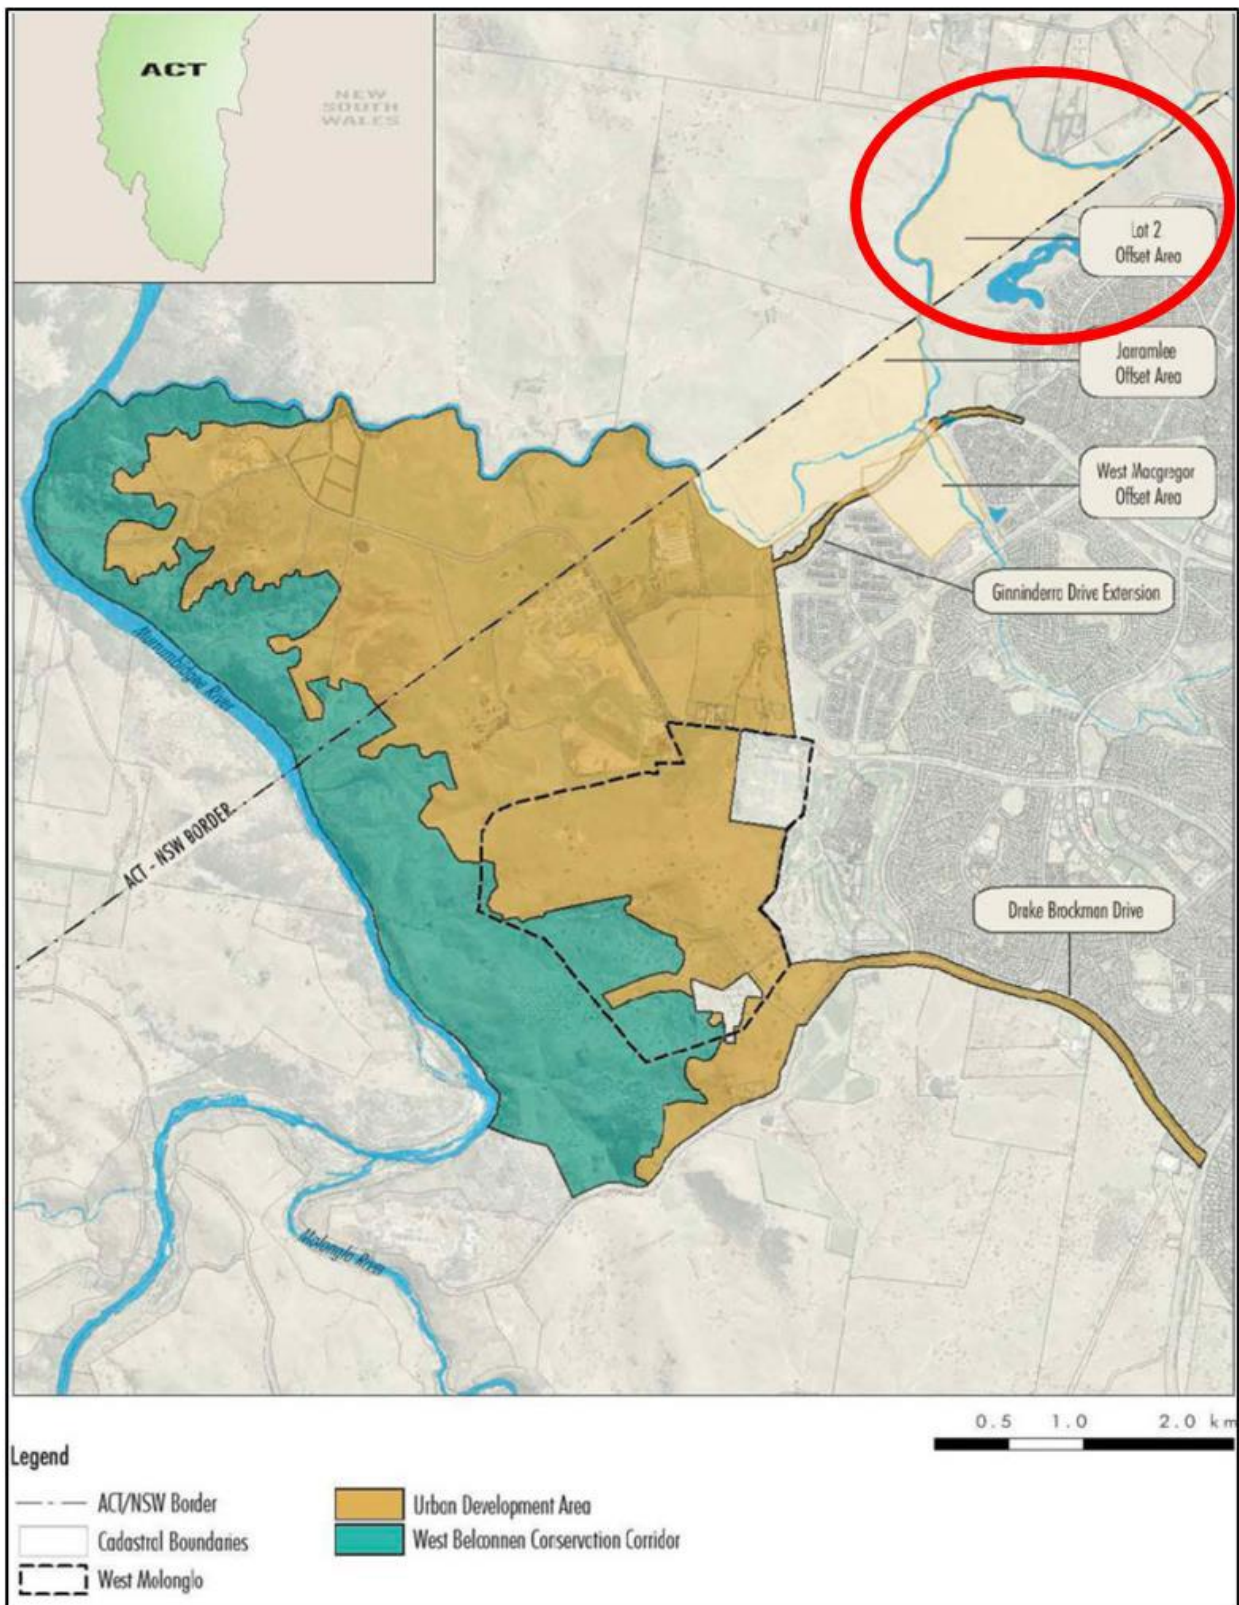 ACT
NEW
SOUTH
WALES
Lot 2
Offset Area
Jarramlee
Offset Area
West Macgregor
Offset Area
Ginninderra Drive Extension
Murrumbidgee River
ACT - NSW BORDER
Drake Brockman Drive
Molonglo River
0.5 1.0 2.0 km
Legend
ACT/NSW Border
Cadastral Boundaries
West Molonglo
Urban Development Area
West Belconnen Conservation Corridor